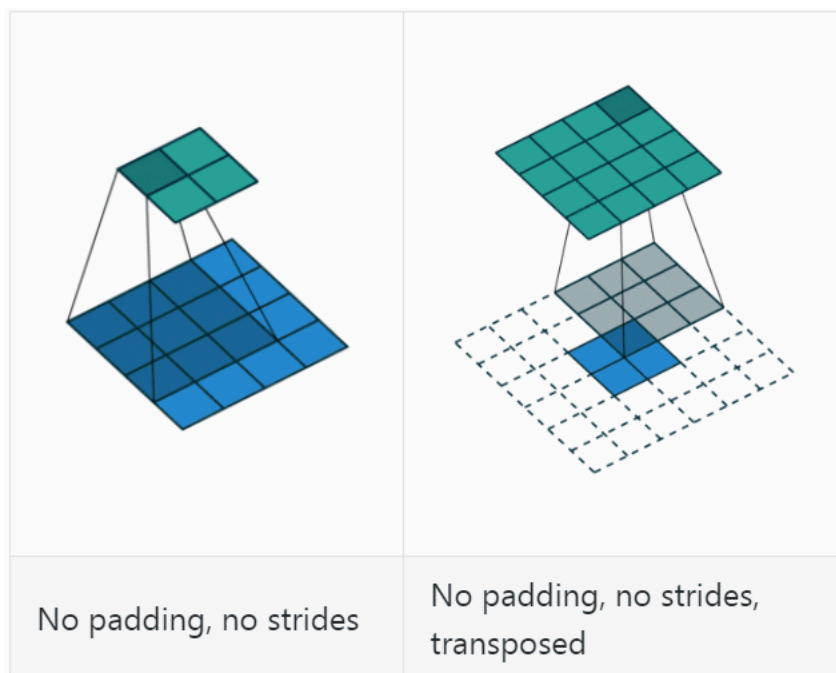 No padding, no strides
No padding, no strides,
transposed